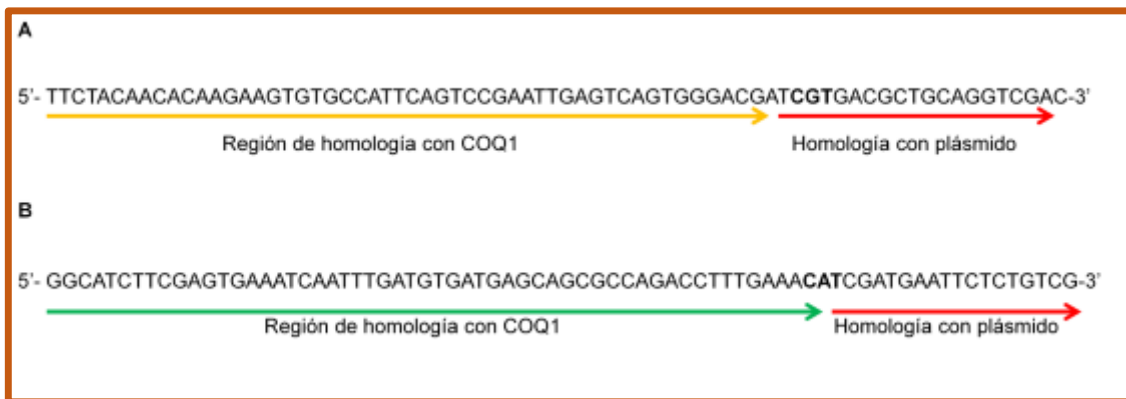 A
5'- TTCTACAACACAAGAAGTGTGCCATTCAGTCCGAATTGAGTCAGTGGGACGATCGTGACGCTGCAGGTCGAC-3'
Región de homología con COQ1 Homología con plásmido
B
5'- GGCATCTTCGAGTGAAATCAATTTGATGTGATGAGCAGCGCCAGACCTTTGAAACATCGATGAATTCTCTGTCG-3'
Región de homología con COQ1 Homología con plásmido